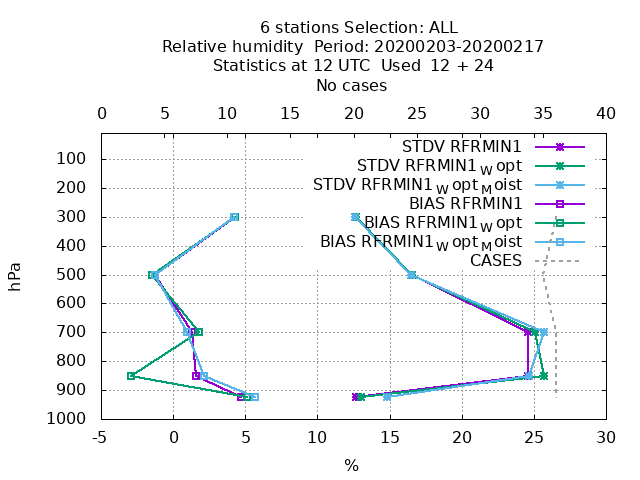 6 stations Selection: ALL
Relative humidity  Period: 20200203-20200217
Statistics at 12 UTC  Used  12 + 24
No cases
0 5 10 15 20 25 30 35 40
STDV RFRMIN1
STDV RFRMIN1_W opt
STDV RFRMIN1_W opt_M oist
BIAS RFRMIN1
BIAS RFRMIN1_W opt
BIAS RFRMIN1_W opt_M oist
CASES
100
200
300
400
500
600
700
800
900
1000
hPa
-5 0 5 10 15 20 25 30
%